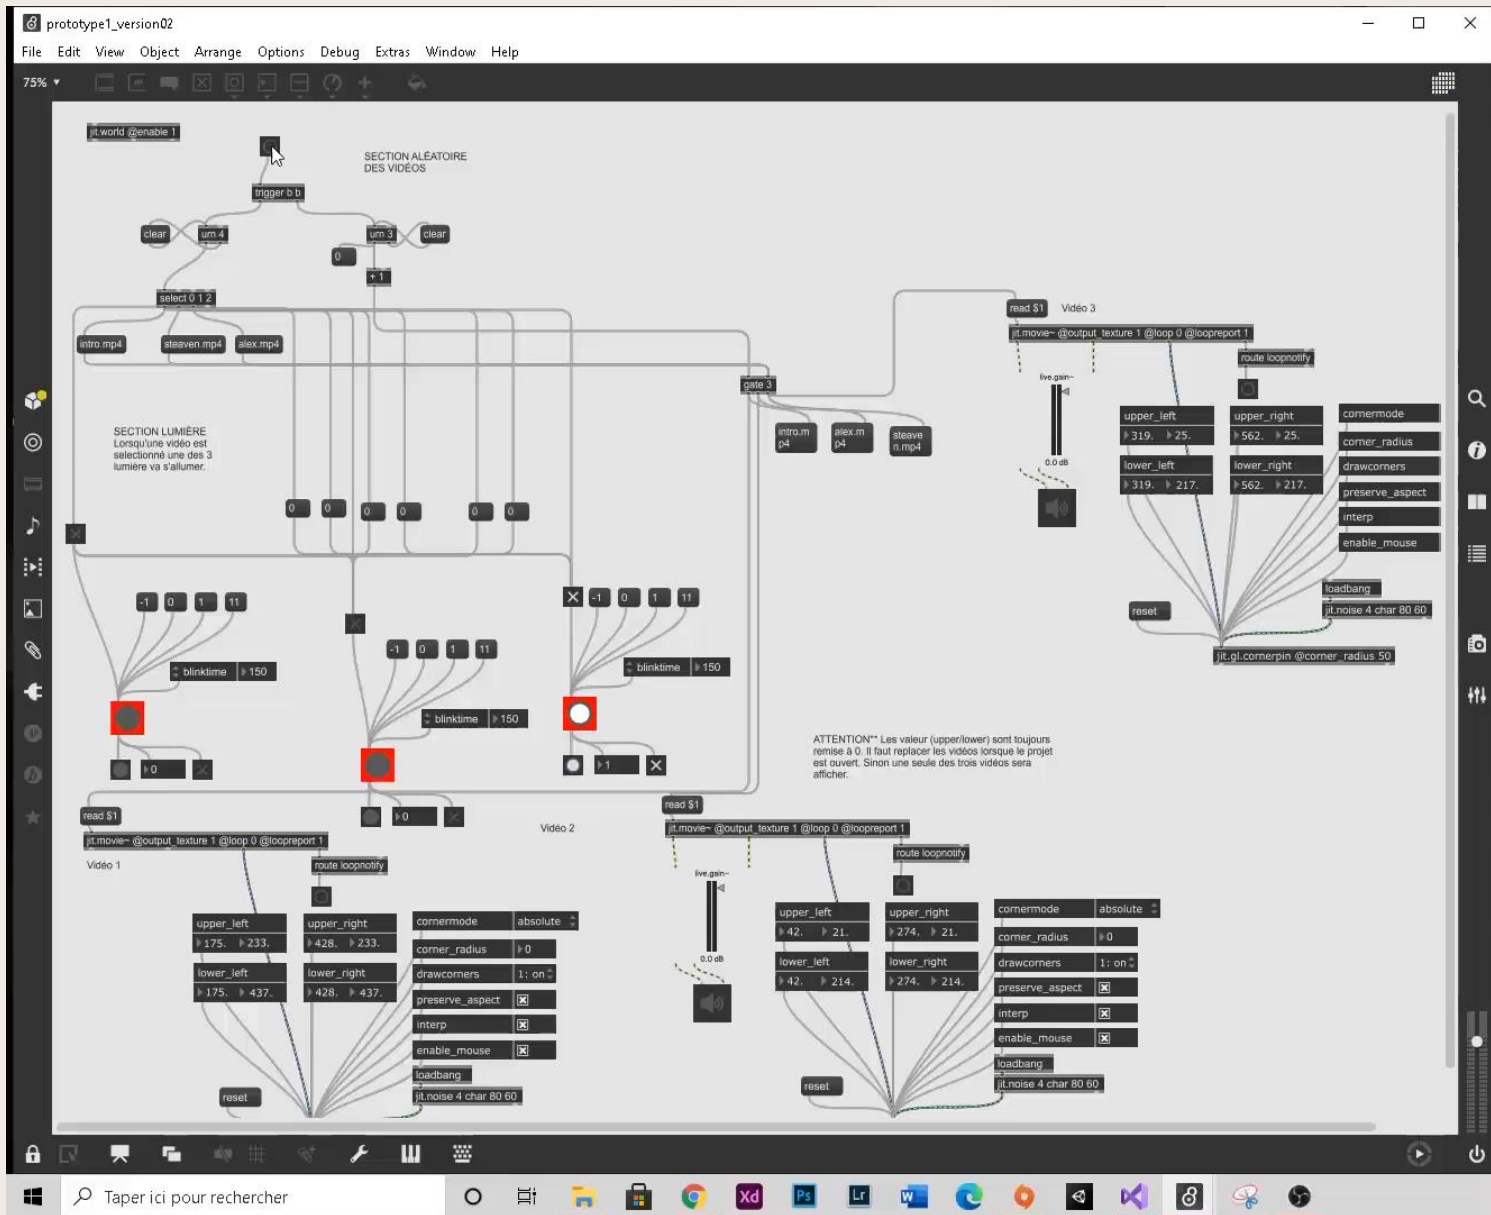 prototype1_version02
File Edit View Object Arrange Options Debug Extras Window Help
75%
jit.world @enable 1
SECTION ALÉATOIRE
DES VIDÉOS
trigger b b
clear
urn 4
urn 3
clear
0
+ 1
select 0 1 2
intro.mp4
steaven.mp4
alex.mp4
gate 3
intro.m
p4
alex.m
p4
steave
n.mp4
SECTION LUMIÈRE
Lorsqu'une vidéo est
selectionné une des 3
lumière va s'allumer.
0 0 0 0 0 0
-1 0 1 11
blinktime 150
0
-1 0 1 11
blinktime 150
0
-1 0 1 11
blinktime 150
1
read $1
Vidéo 3
jit.movie~ @output_texture 1 @loop 0 @loopreport 1
route loopnotify
live.gain~
0.0 dB
upper_left
319. 25.
upper_right
562. 25.
lower_left
319. 217.
lower_right
562. 217.
cornermode
corner_radius
drawcorners
preserve_aspect
interp
enable_mouse
loadbang
jit.noise 4 char 80 60
reset
jit.gl.cornerpin @corner_radius 50
ATTENTION** Les valeur (upper/lower) sont toujours
remise à 0. Il faut replacer les vidéos lorsque le projet
est ouvert. Sinon une seule des trois vidéos sera
afficher.
read $1
jit.movie~ @output_texture 1 @loop 0 @loopreport 1
Vidéo 1
route loopnotify
upper_left
175. 233.
upper_right
428. 233.
lower_left
175. 437.
lower_right
428. 437.
cornermode absolute
corner_radius 0
drawcorners 1: on
preserve_aspect
interp
enable_mouse
loadbang
jit.noise 4 char 80 60
reset
Vidéo 2
read $1
jit.movie~ @output_texture 1 @loop 0 @loopreport 1
route loopnotify
live.gain~
0.0 dB
upper_left
42. 21.
upper_right
274. 21.
lower_left
42. 214.
lower_right
274. 214.
cornermode absolute
corner_radius 0
drawcorners 1: on
preserve_aspect
interp
enable_mouse
loadbang
jit.noise 4 char 80 60
reset
Taper ici pour rechercher
Xd
Ps
Lr